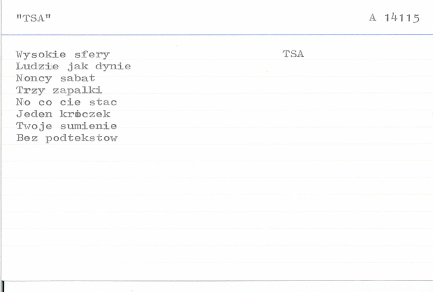 "TSA" A 14115
Wysokie sfery TSA
Ludzie jak dynie
Noncy sabat
Trzy zapalki
No co cie stac
Jeden kroczek
Twoje sumienie
Bez podtekstow